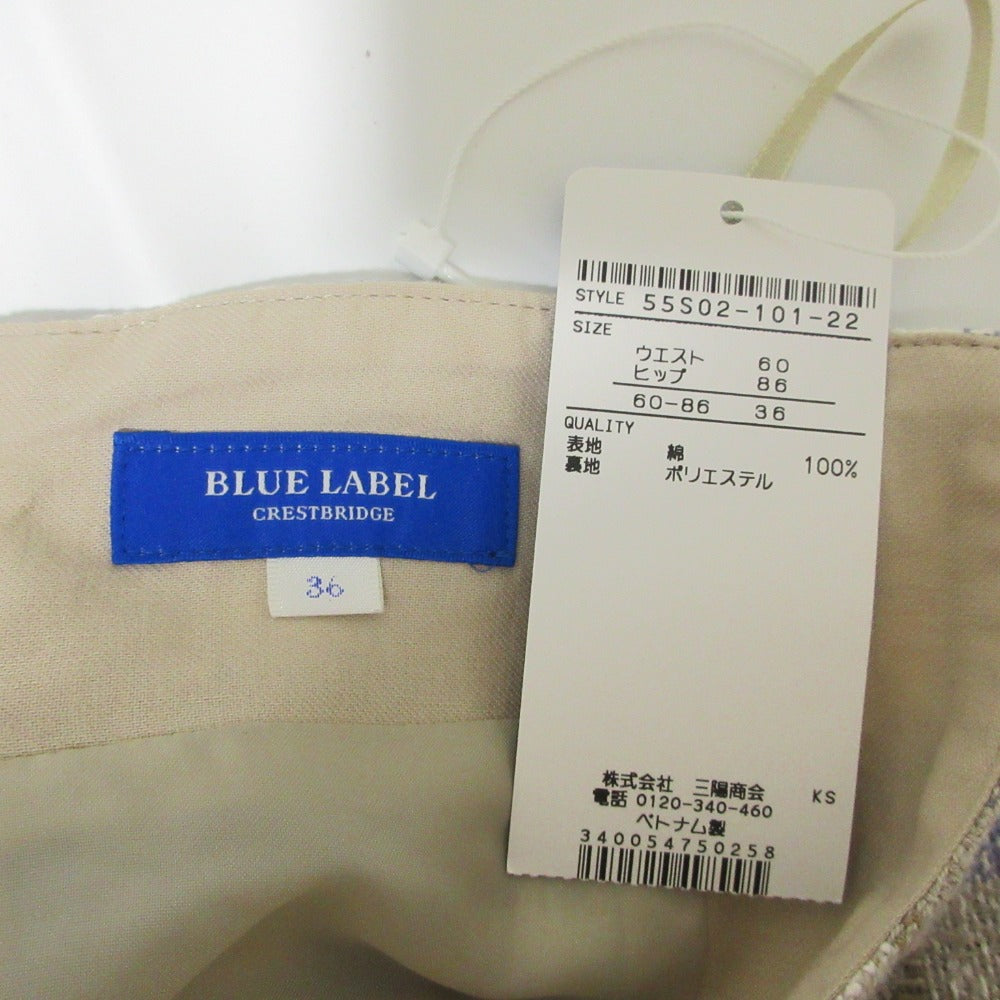 BLUE LABEL
CRESTBRIDGE
36
STYLE 55S02-101-22
SIZE
ウエスト 60
ヒップ 86
60-86 36
QUALITY
表地 綿 100%
裏地 ポリエステル
株式会社 三陽商会 KS
電話 0120-340-460
ベトナム製
340054750258